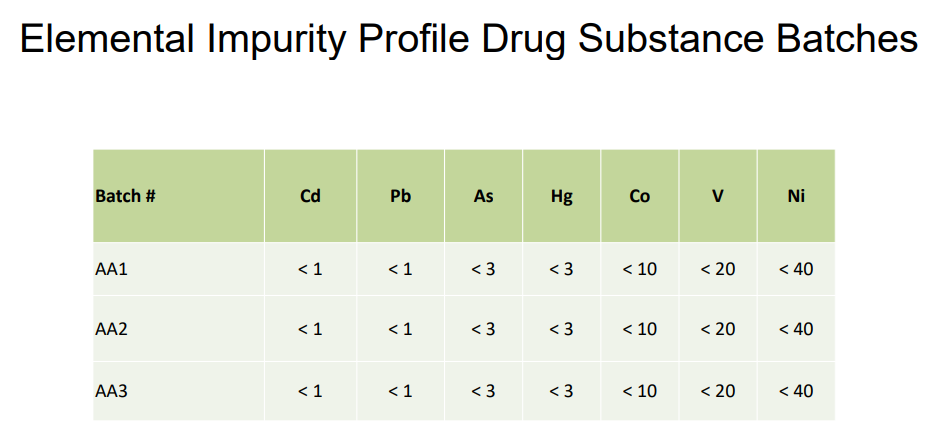 Elemental Impurity Profile Drug Substance Batches
Batch # Cd Pb As Hg Co V Ni
AA1 < 1 < 1 < 3 < 3 < 10 < 20 < 40
AA2 < 1 < 1 < 3 < 3 < 10 < 20 < 40
AA3 < 1 < 1 < 3 < 3 < 10 < 20 < 40